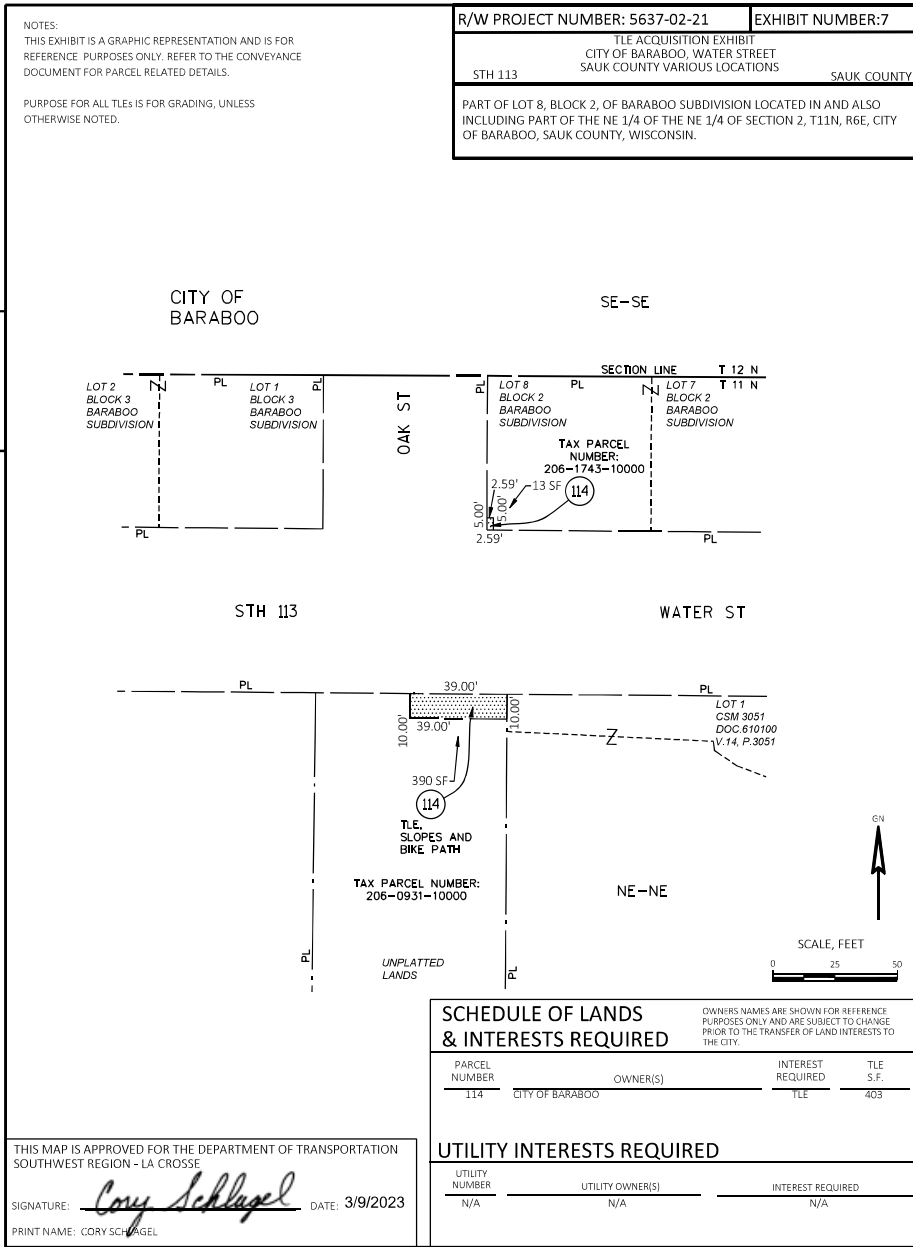 NOTES:
THIS EXHIBIT IS A GRAPHIC REPRESENTATION AND IS FOR
REFERENCE PURPOSES ONLY. REFER TO THE CONVEYANCE
DOCUMENT FOR PARCEL RELATED DETAILS.
PURPOSE FOR ALL TLEs IS FOR GRADING, UNLESS
OTHERWISE NOTED.
R/W PROJECT NUMBER: 5637-02-21
EXHIBIT NUMBER:7
TLE ACQUISITION EXHIBIT
CITY OF BARABOO, WATER STREET
STH 113
SAUK COUNTY VARIOUS LOCATIONS
SAUK COUNTY
PART OF LOT 8, BLOCK 2, OF BARABOO SUBDIVISION LOCATED IN AND ALSO
INCLUDING PART OF THE NE 1/4 OF THE NE 1/4 OF SECTION 2, T11N, R6E, CITY
OF BARABOO, SAUK COUNTY, WISCONSIN.
CITY OF
BARABOO
SE-SE
SECTION LINE
T 12 N
T 11 N
LOT 2
BLOCK 3
BARABOO
SUBDIVISION
Z
PL
LOT 1
BLOCK 3
BARABOO
SUBDIVISION
PL
OAK ST
PL
LOT 8
BLOCK 2
BARABOO
SUBDIVISION
PL
Z
LOT 7
BLOCK 2
BARABOO
SUBDIVISION
TAX PARCEL
NUMBER:
206-1743-10000
2.59'
13 SF
114
5.00'
5.00'
2.59'
PL
PL
STH 113
WATER ST
PL
39.00'
PL
10.00'
39.00'
10.00'
LOT 1
CSM 3051
DOC.610100
V.14, P.3051
Z
390 SF
114
TLE,
SLOPES AND
BIKE PATH
TAX PARCEL NUMBER:
206-0931-10000
NE-NE
GN
PL
UNPLATTED
LANDS
PL
SCALE, FEET
0 25 50
SCHEDULE OF LANDS
& INTERESTS REQUIRED
OWNERS NAMES ARE SHOWN FOR REFERENCE
PURPOSES ONLY AND ARE SUBJECT TO CHANGE
PRIOR TO THE TRANSFER OF LAND INTERESTS TO
THE CITY.
PARCEL
NUMBER
OWNER(S)
INTEREST
REQUIRED
TLE
S.F.
114
CITY OF BARABOO
TLE
403
UTILITY INTERESTS REQUIRED
UTILITY
NUMBER
UTILITY OWNER(S)
INTEREST REQUIRED
N/A
N/A
N/A
THIS MAP IS APPROVED FOR THE DEPARTMENT OF TRANSPORTATION
SOUTHWEST REGION - LA CROSSE
SIGNATURE: Cory Schlagel DATE: 3/9/2023
PRINT NAME: CORY SCHLAGEL